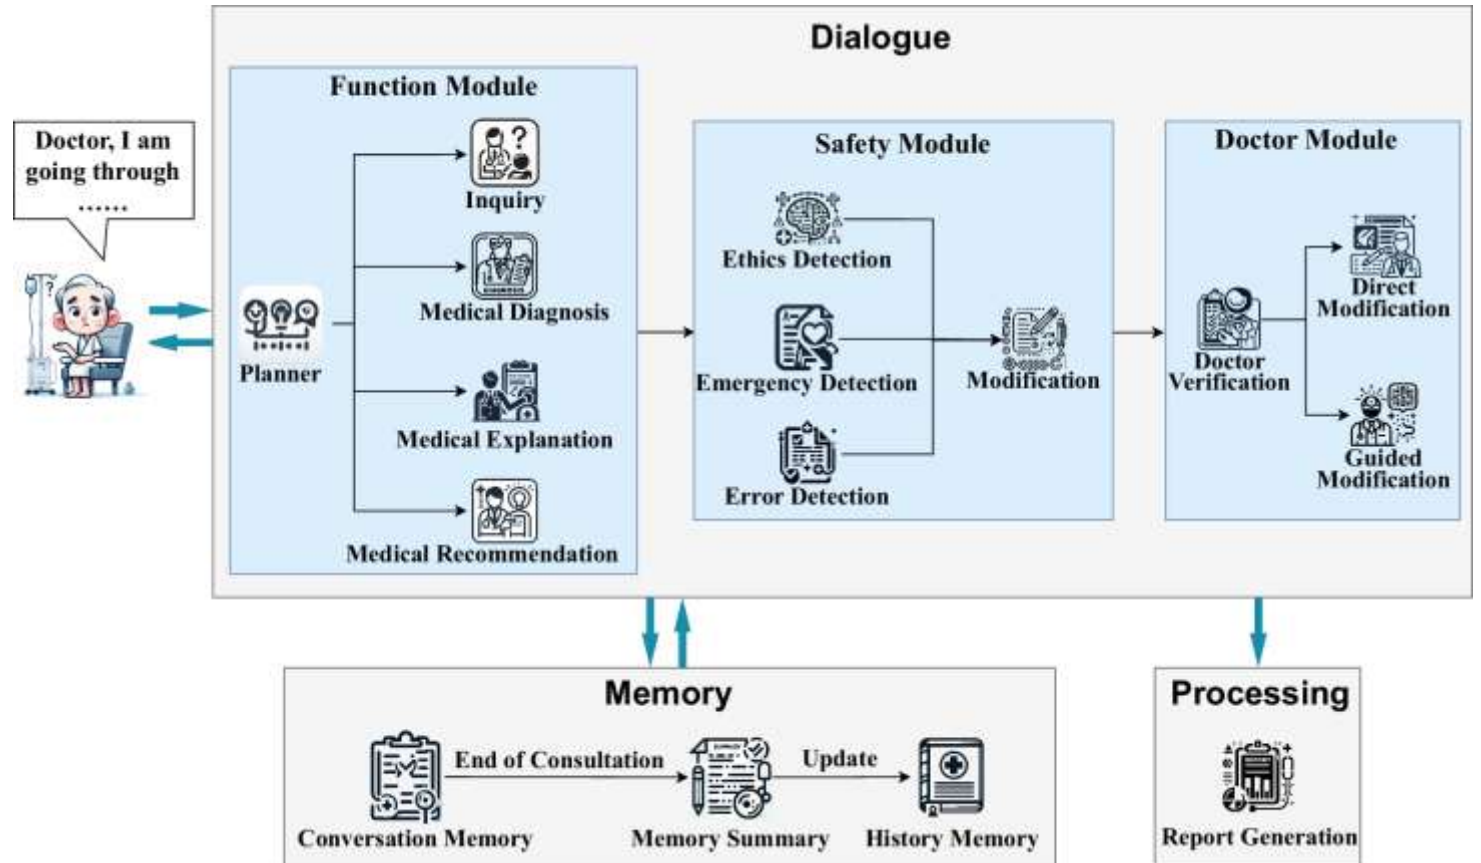 Dialogue
Function Module
Doctor, I am
going through
......
Inquiry
Medical Diagnosis
Planner
Medical Explanation
Medical Recommendation
Safety Module
Ethics Detection
Emergency Detection
Error Detection
Modification
Doctor Module
Doctor
Verification
Direct
Modification
Guided
Modification
Memory
End of Consultation
Update
Conversation Memory
Memory Summary
History Memory
Processing
Report Generation